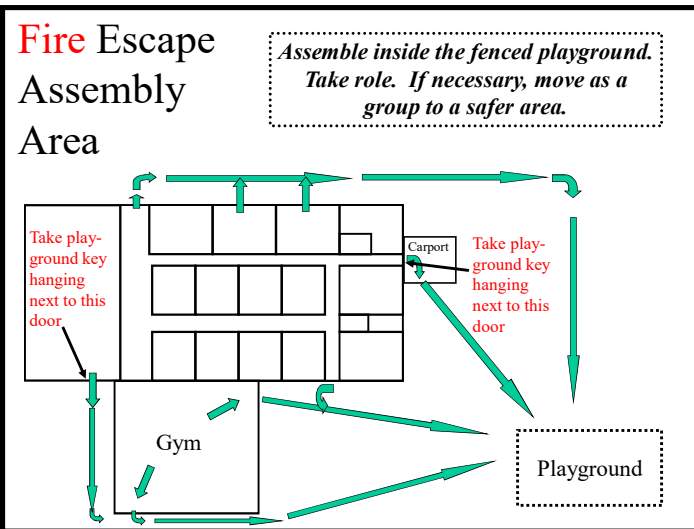 Fire Escape
Assembly
Area
Assemble inside the fenced playground.
Take role.  If necessary, move as a
group to a safer area.
Take play-
ground key
hanging
next to this
door
Carport
Take play-
ground key
hanging
next to this
door
Gym
Playground